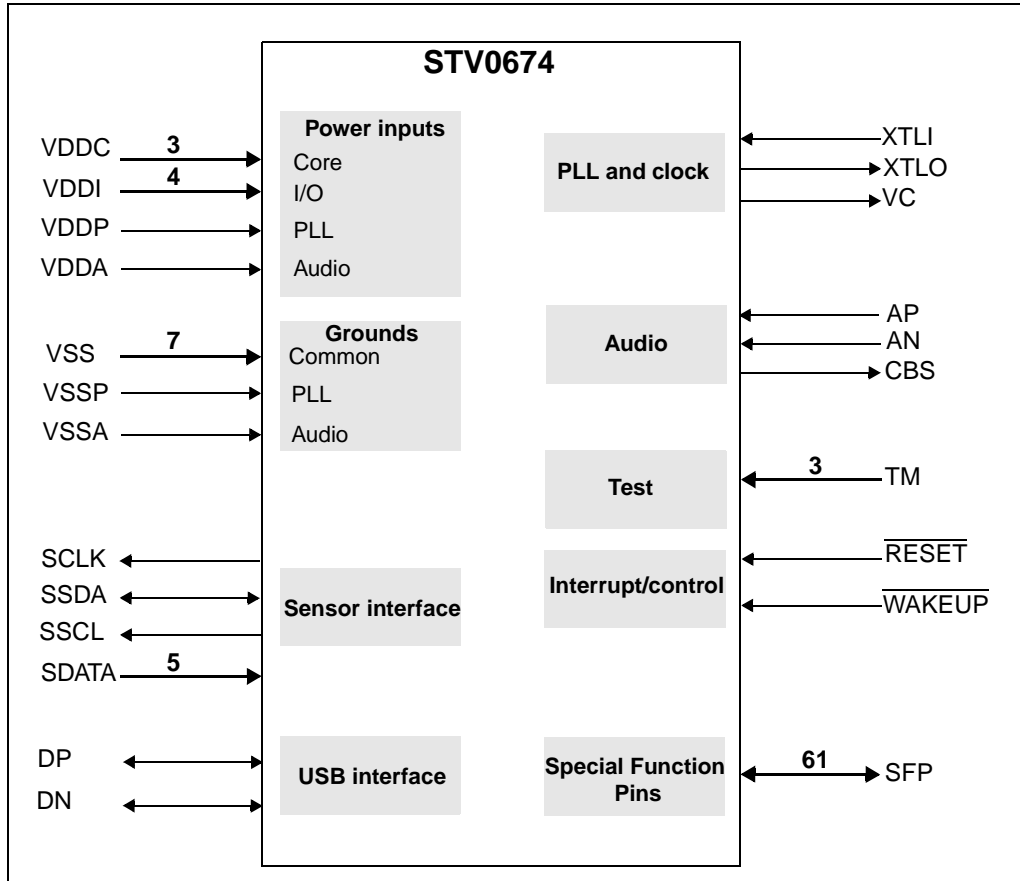 STV0674
Power inputs
VDDC 3 Core
VDDI 4 I/O
VDDP PLL
VDDA Audio
Grounds
VSS 7 Common
VSSP PLL
VSSA Audio
SCLK
SSDA
SSCL
SDATA 5
Sensor interface
DP
DN
USB interface
PLL and clock
XTLI
XTLO
VC
Audio
AP
AN
CBS
Test
3 TM
Interrupt/control
RESET
WAKEUP
Special Function
Pins
61 SFP